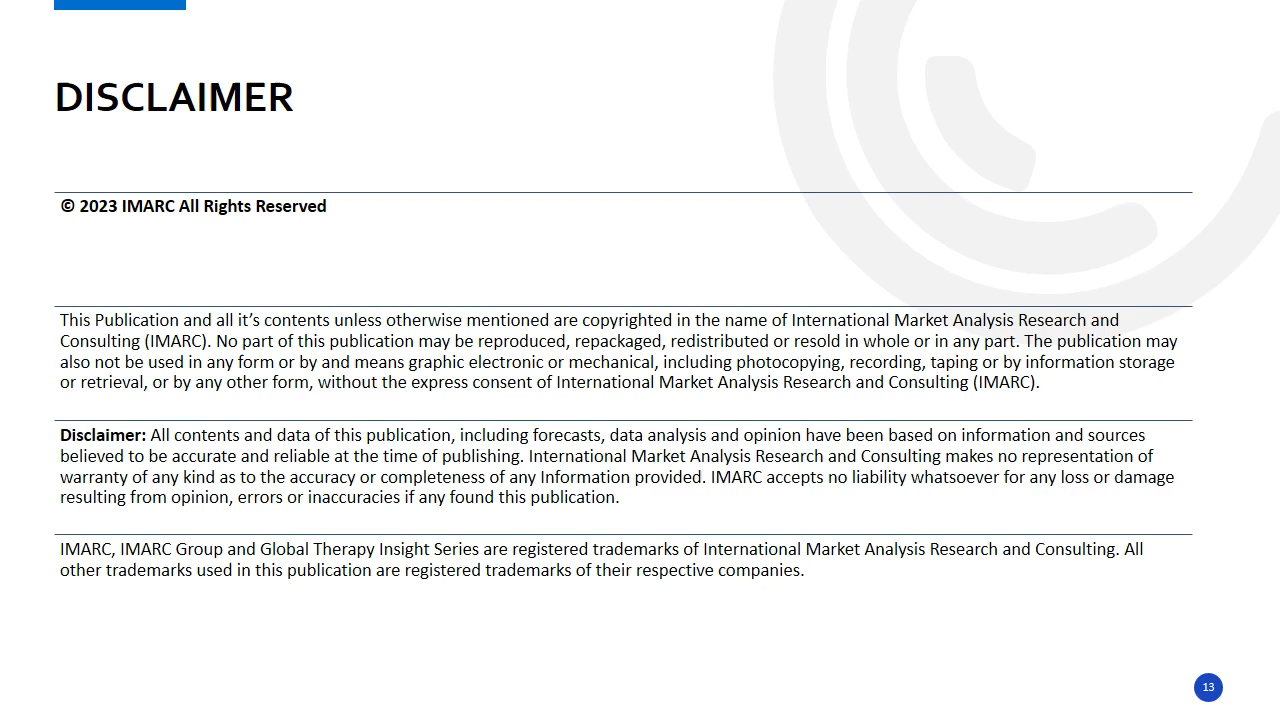 DISCLAIMER
© 2023 IMARC All Rights Reserved
This Publication and all it’s contents unless otherwise mentioned are copyrighted in the name of International Market Analysis Research and
Consulting (IMARC). No part of this publication may be reproduced, repackaged, redistributed or resold in whole or in any part. The publication may
also not be used in any form or by and means graphic electronic or mechanical, including photocopying, recording, taping or by information storage
or retrieval, or by any other form, without the express consent of International Market Analysis Research and Consulting (IMARC).
Disclaimer: All contents and data of this publication, including forecasts, data analysis and opinion have been based on information and sources
believed to be accurate and reliable at the time of publishing. International Market Analysis Research and Consulting makes no representation of
warranty of any kind as to the accuracy or completeness of any Information provided. IMARC accepts no liability whatsoever for any loss or damage
resulting from opinion, errors or inaccuracies if any found this publication.
IMARC, IMARC Group and Global Therapy Insight Series are registered trademarks of International Market Analysis Research and Consulting. All
other trademarks used in this publication are registered trademarks of their respective companies.
13